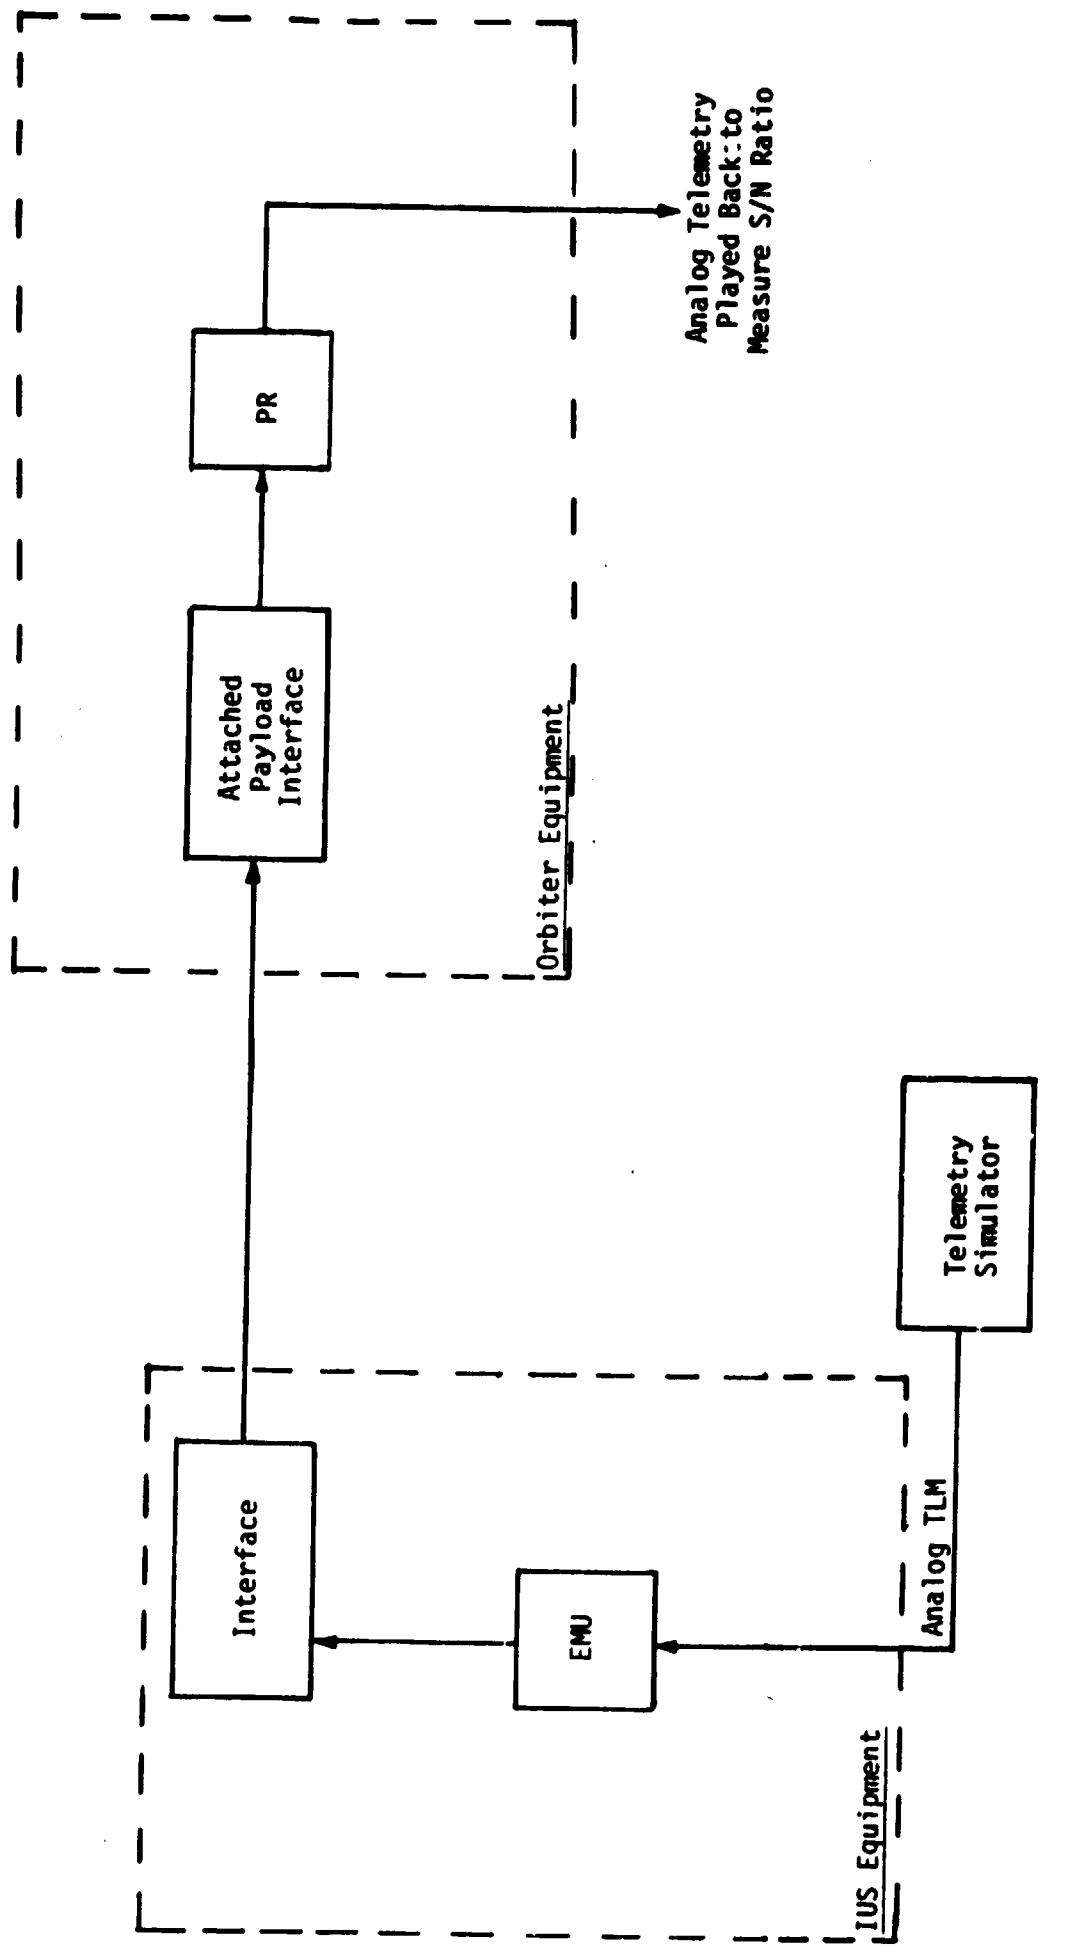 Interface
EMU
IUS Equipment
Analog TLM
Telemetry
Simulator
Attached
Payload
Interface
PR
Orbiter Equipment
Analog Telemetry
Played Back to
Measure S/N Ratio